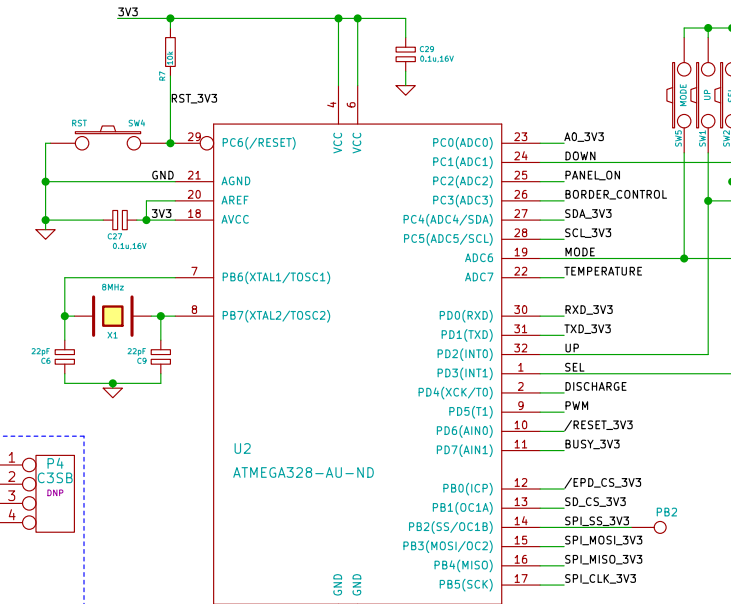 3V3
C29
0.1u,16V
R7
10k
RST_3V3
4
6
VCC
VCC
RST
SW4
29
PC6(/RESET)
GND
21
AGND
20
AREF
3V3
18
AVCC
C27
0.1u,16V
7
PB6(XTAL1/TOSC1)
8MHz
8
PB7(XTAL2/TOSC2)
X1
22pF
C6
22pF
C9
U2
ATMEGA328-AU-ND
GND
GND
PC0(ADC0)
23
A0_3V3
PC1(ADC1)
24
DOWN
PC2(ADC2)
25
PANEL_ON
PC3(ADC3)
26
BORDER_CONTROL
PC4(ADC4/SDA)
27
SDA_3V3
PC5(ADC5/SCL)
28
SCL_3V3
ADC6
19
MODE
ADC7
22
TEMPERATURE
PD0(RXD)
30
RXD_3V3
PD1(TXD)
31
TXD_3V3
PD2(INT0)
32
UP
PD3(INT1)
1
SEL
PD4(XCK/T0)
2
DISCHARGE
PD5(T1)
9
PWM
PD6(AIN0)
10
/RESET_3V3
PD7(AIN1)
11
BUSY_3V3
PB0(ICP)
12
/EPD_CS_3V3
PB1(OC1A)
13
SD_CS_3V3
PB2(SS/OC1B)
14
SPI_SS_3V3
PB2
PB3(MOSI/OC2)
15
SPI_MOSI_3V3
PB4(MISO)
16
SPI_MISO_3V3
PB5(SCK)
17
SPI_CLK_3V3
MODE
SW5
UP
SW1
SW2
P4
C3SB
DNP
1
2
3
4